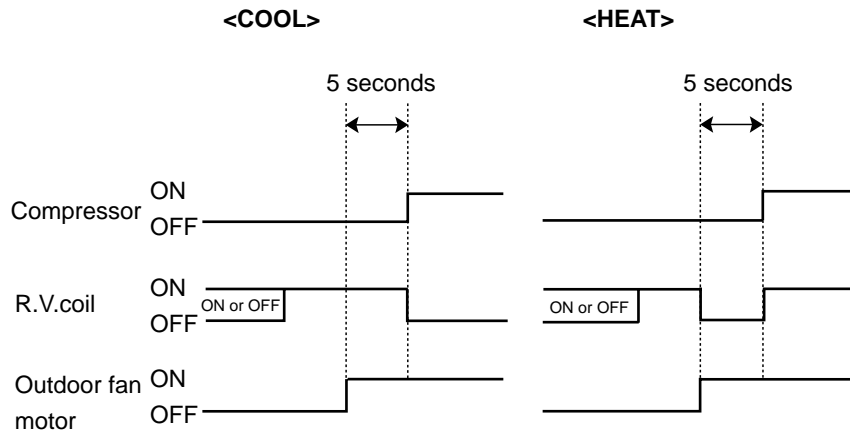 <COOL>
<HEAT>
5 seconds
5 seconds
Compressor
ON
OFF
R.V.coil
ON
OFF
ON or OFF
ON or OFF
Outdoor fan
motor
ON
OFF